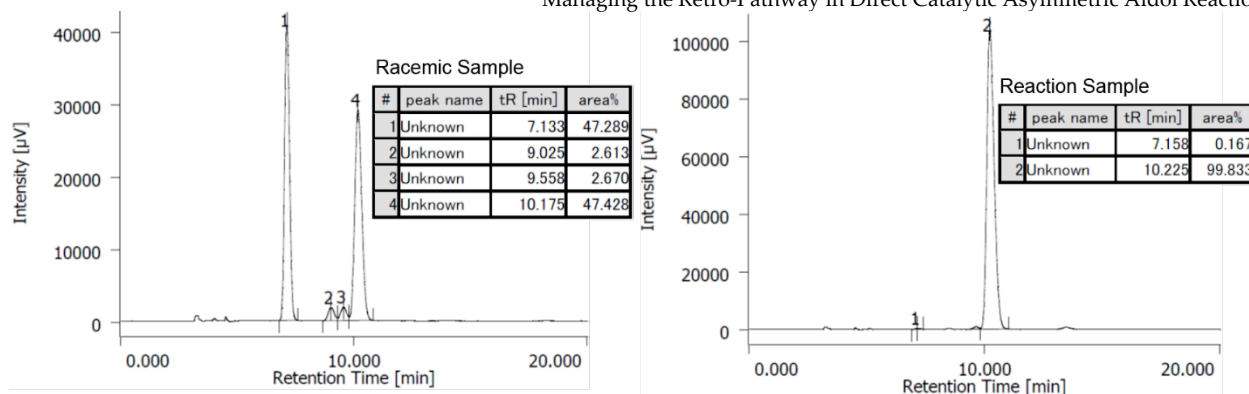 Managing the Retro-Pathway in Direct Catalytic Asymmetric Aldol Reactio
40000
30000
20000
10000
0
Intensity [µV]
0.000
10.000
20.000
Retention Time [min]
1
2
3
4
Racemic Sample
# peak name tR [min] area%
1 Unknown 7.133 47.289
2 Unknown 9.025 2.613
3 Unknown 9.558 2.670
4 Unknown 10.175 47.428
100000
80000
60000
40000
20000
0
Intensity [µV]
0.000
10.000
20.000
Retention Time [min]
1
2
Reaction Sample
# peak name tR [min] area%
1 Unknown 7.158 0.167
2 Unknown 10.225 99.833